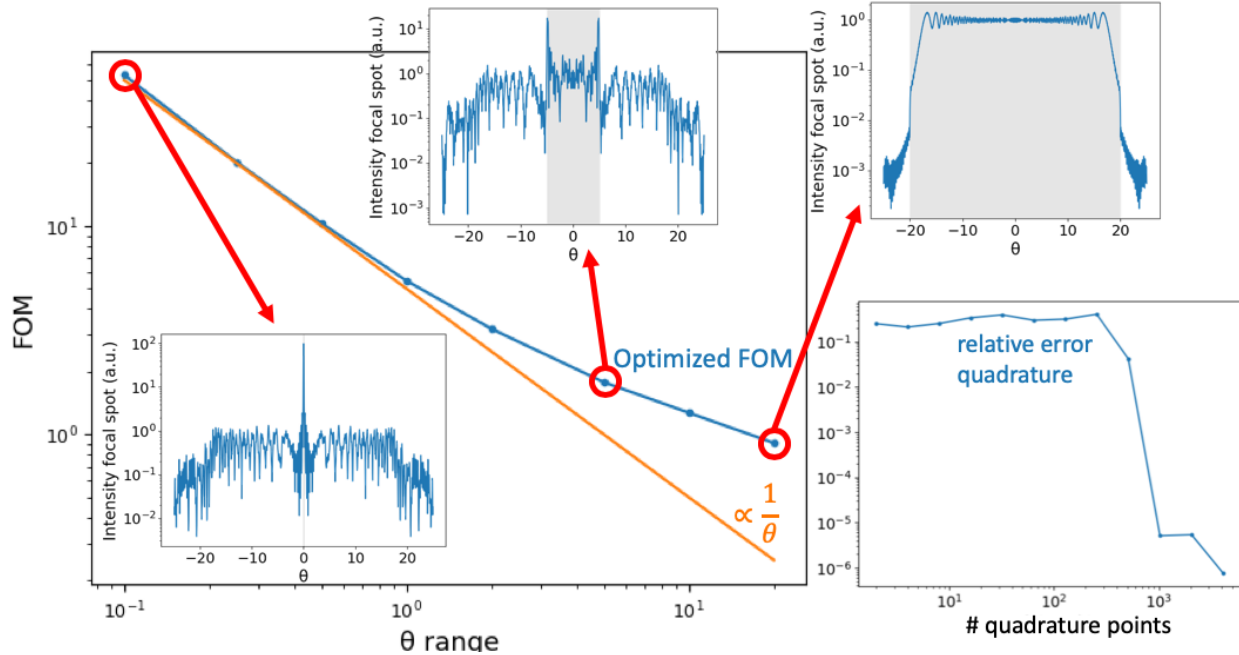 Intensity focal spot (a.u.)
10^1
10^0
10^-1
10^-2
10^-3
−20 −10 0 10 20
θ
Intensity focal spot (a.u.)
10^0
10^-1
10^-2
10^-3
−20 −10 0 10 20
θ
FOM
10^1
10^0
10^-1 10^0 10^1
θ range
Intensity focal spot (a.u.)
10^2
10^1
10^0
10^-1
10^-2
−20 −10 0 10 20
θ
Optimized FOM
∝ 1/θ
relative error
quadrature
10^-1
10^-2
10^-3
10^-4
10^-5
10^-6
10^1 10^2 10^3
# quadrature points